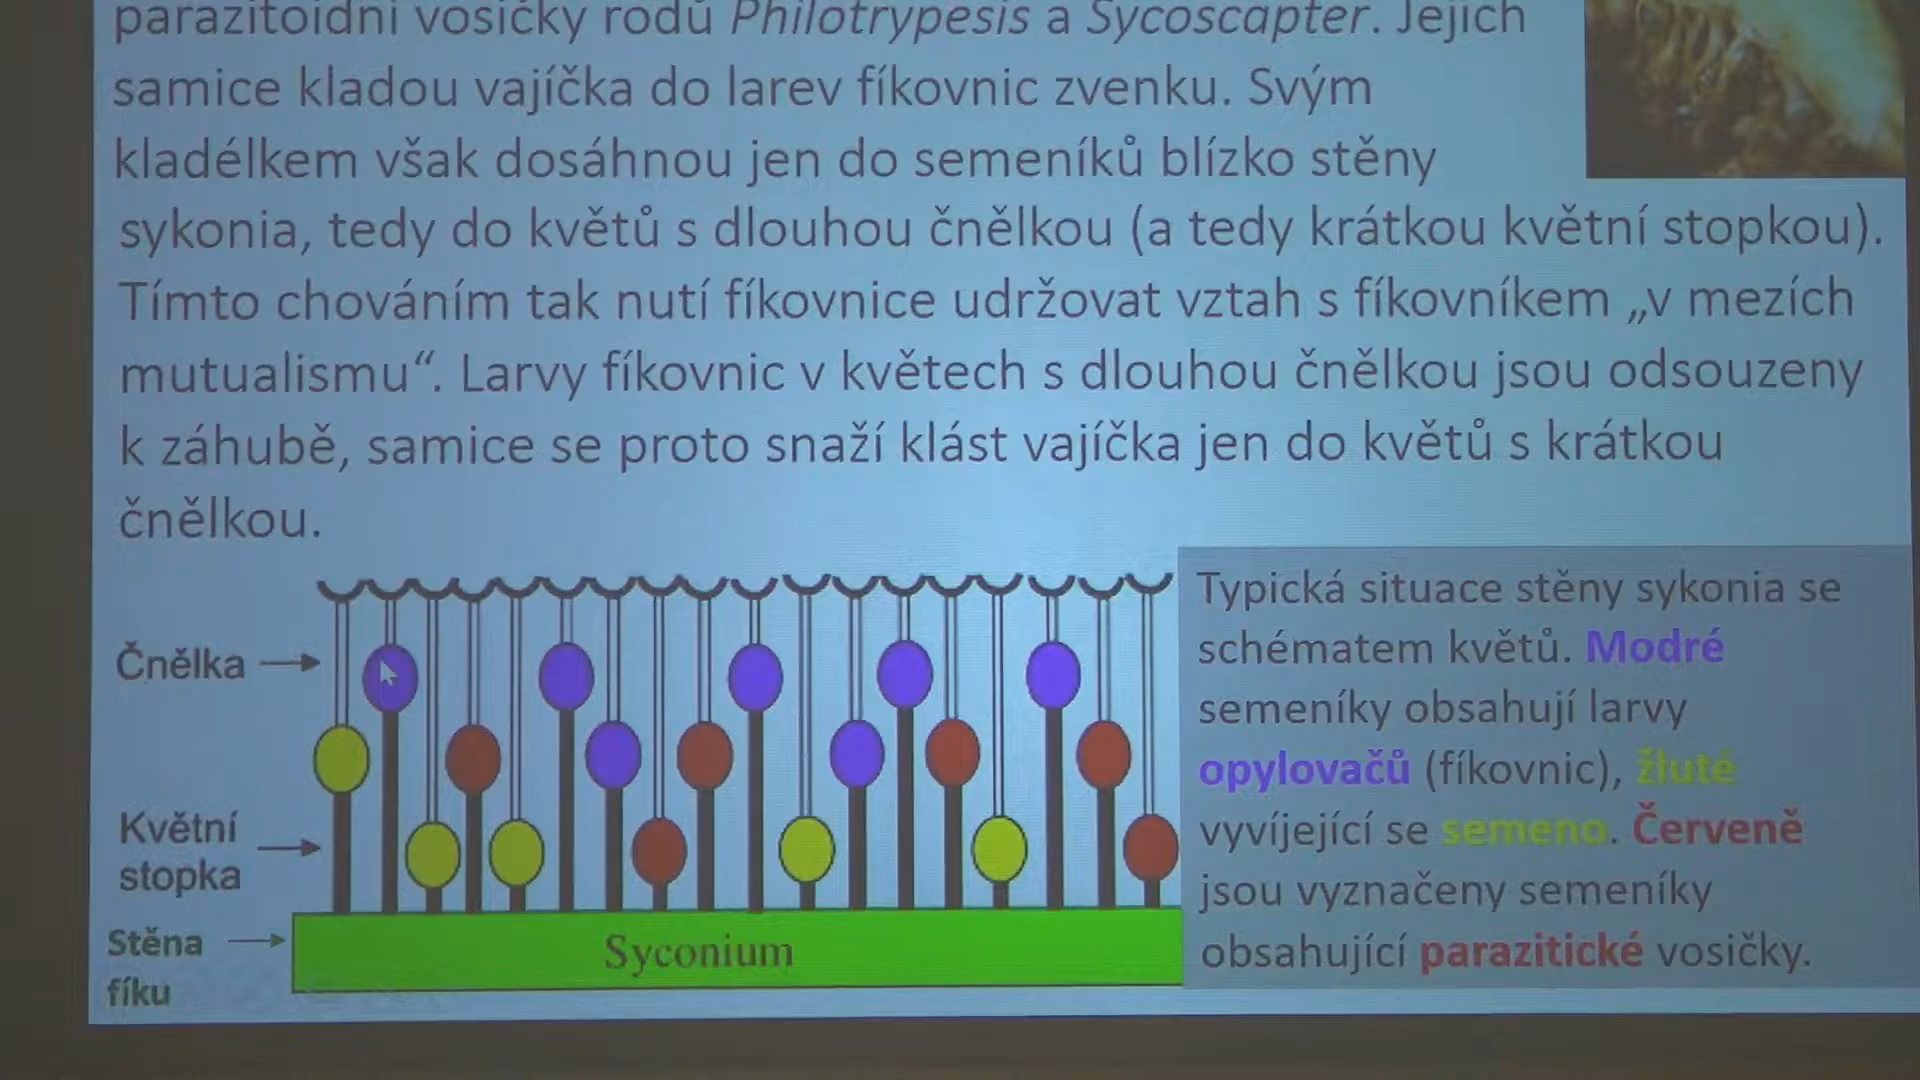 parazitoidní vosičky rodů Philotrypesis a Sycoscapter. Jejich
samice kladou vajíčka do larev fíkovnic zvenku. Svým
kladélkem však dosáhnou jen do semeníků blízko stěny
sykonia, tedy do květů s dlouhou čnělkou (a tedy krátkou květní stopkou).
Tímto chováním tak nutí fíkovnice udržovat vztah s fíkovníkem „v mezích
mutualismu“. Larvy fíkovnic v květech s dlouhou čnělkou jsou odsouzeny
k záhubě, samice se proto snaží klást vajíčka jen do květů s krátkou
čnělkou.
Čnělka
Květní
stopka
Stěna
fíku
Syconium
Typická situace stěny sykonia se
schématem květů. Modré
semeníky obsahují larvy
opylovačů (fíkovnic), žluté
vyvíjející se semeno. Červeně
jsou vyznačeny semeníky
obsahující parazitické vosičky.